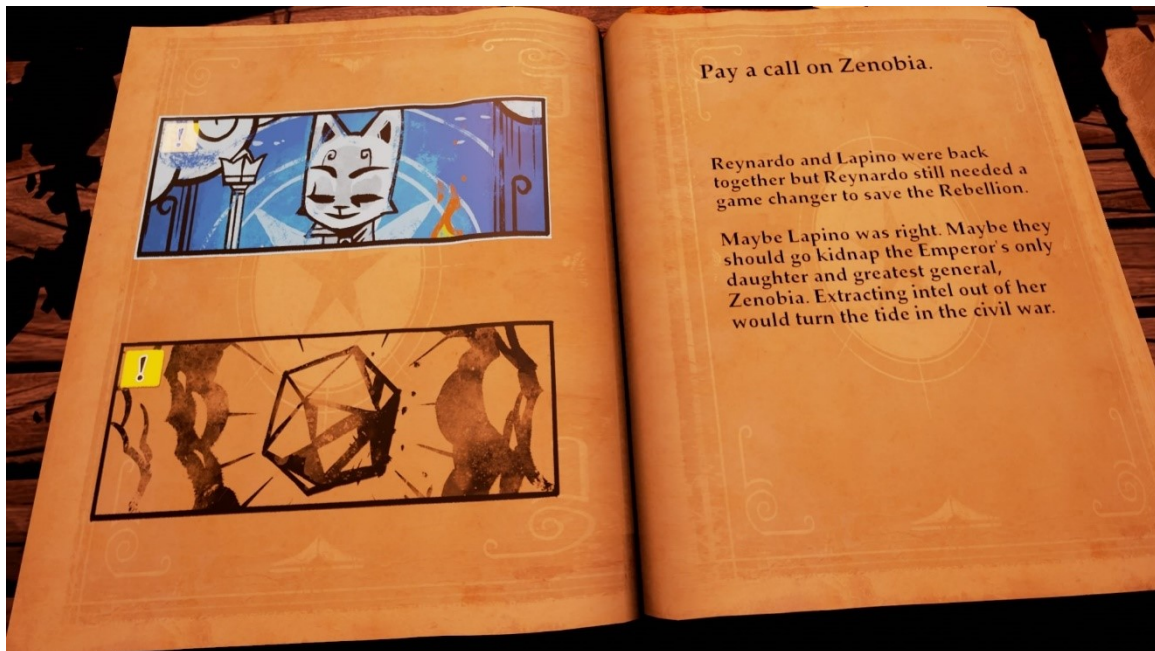 !
!
Pay a call on Zenobia.
Reynardo and Lapino were back
together but Reynardo still needed a
game changer to save the Rebellion.
Maybe Lapino was right. Maybe they
should go kidnap the Emperor's only
daughter and greatest general,
Zenobia. Extracting intel out of her
would turn the tide in the civil war.